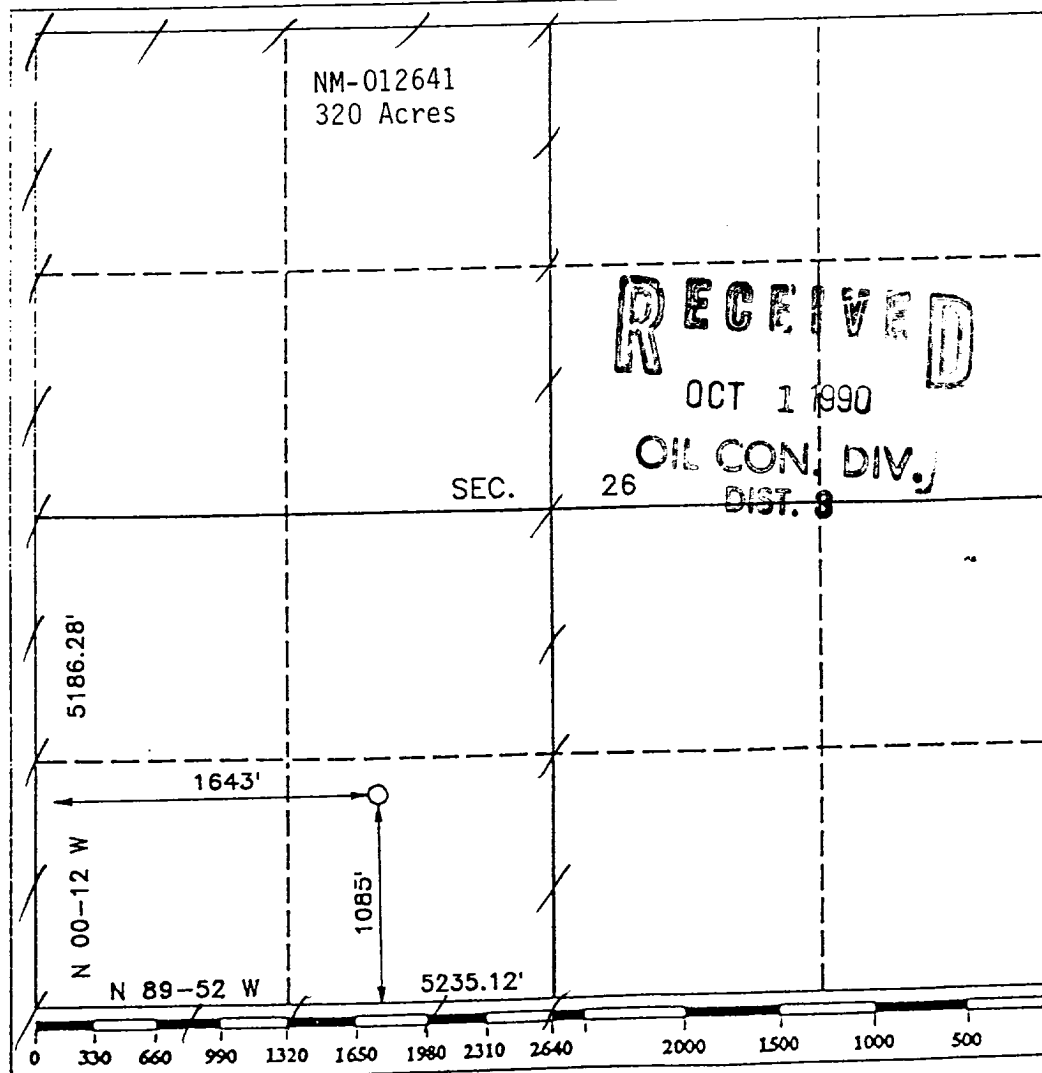 NM-012641
320 Acres
RECEIVED
OCT 1 1990
OIL CON. DIV.
DIST. 3
SEC. 26
5186.28'
1643'
1085'
N 00-12 W
N 89-52 W
5235.12'
0 330 660 990 1320 1650 1980 2310 2640 2000 1500 1000 500